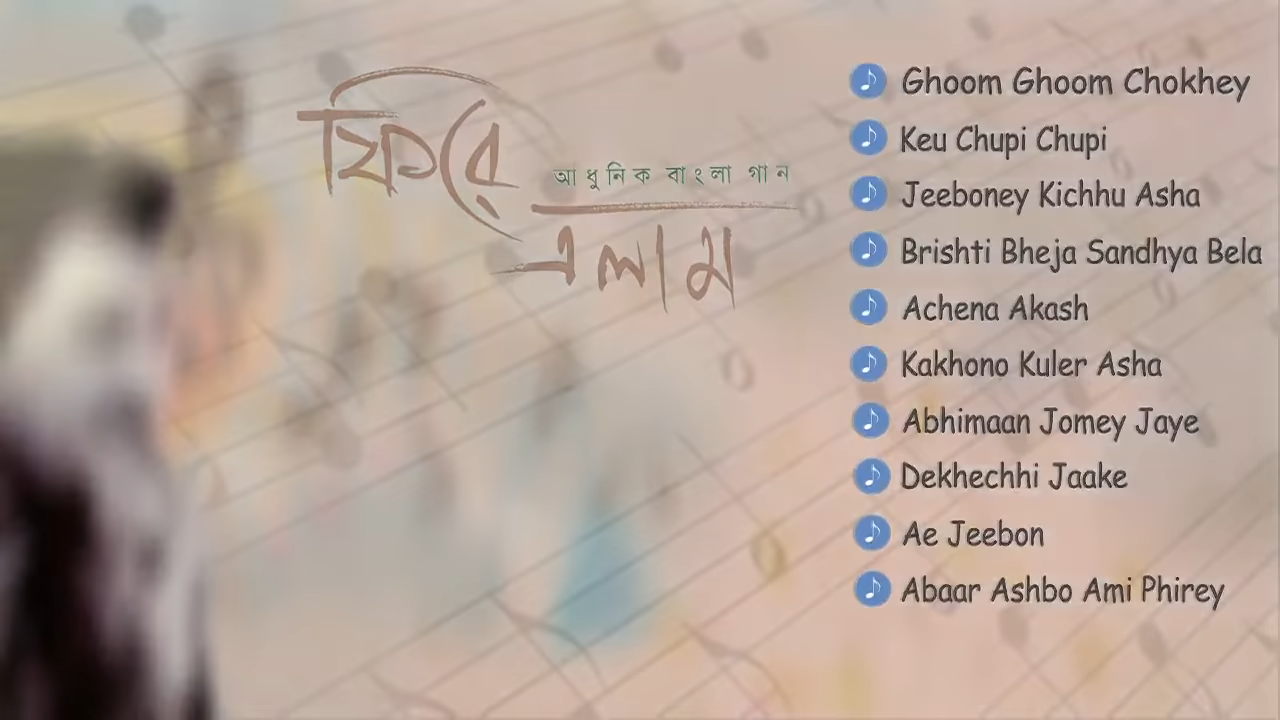 ফিরে
আধুনিক বাংলা গান
এলাম
Ghoom Ghoom Chokhey
Keu Chupi Chupi
Jeeboney Kichhu Asha
Brishti Bheja Sandhya Bela
Achena Akash
Kakhono Kuler Asha
Abhimaan Jomey Jaye
Dekhechhi Jaake
Ae Jeebon
Abaar Ashbo Ami Phirey